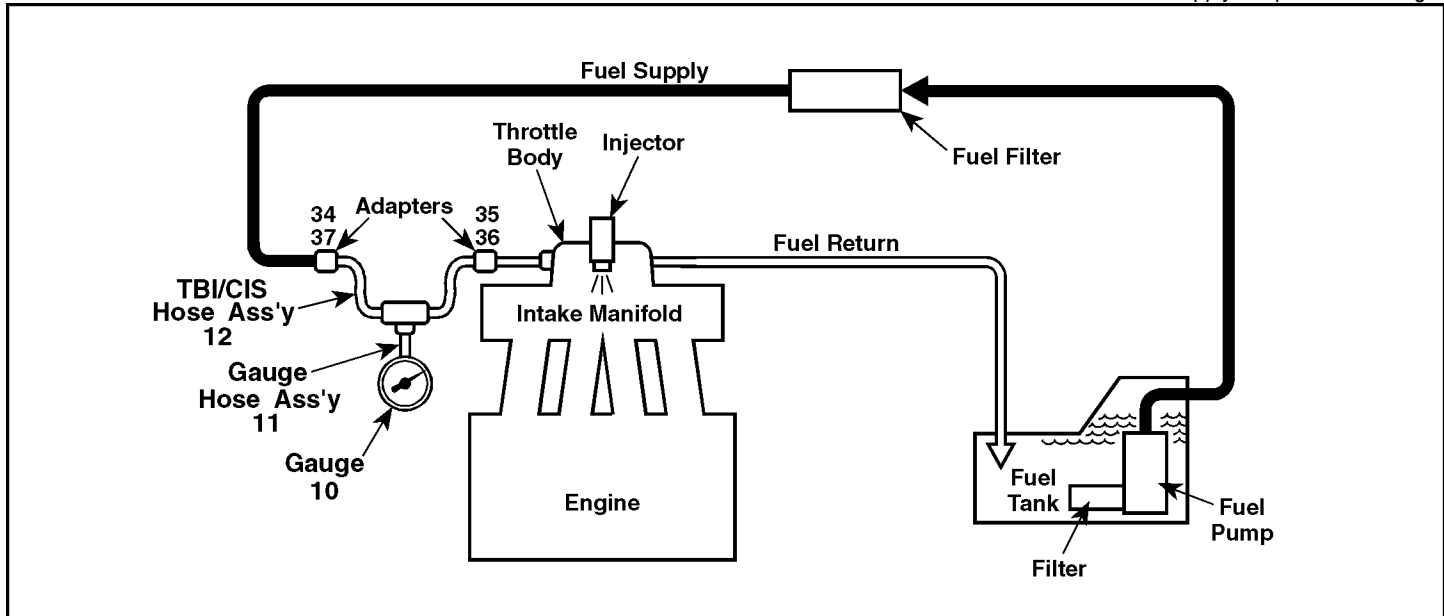 Fuel Supply
Throttle
Body
Injector
Fuel Filter
34
37
Adapters
35
36
Fuel Return
TBI/CIS
Hose Ass'y
12
Intake Manifold
Gauge
Hose Ass'y
11
Gauge
10
Engine
Fuel
Tank
Fuel
Pump
Filter